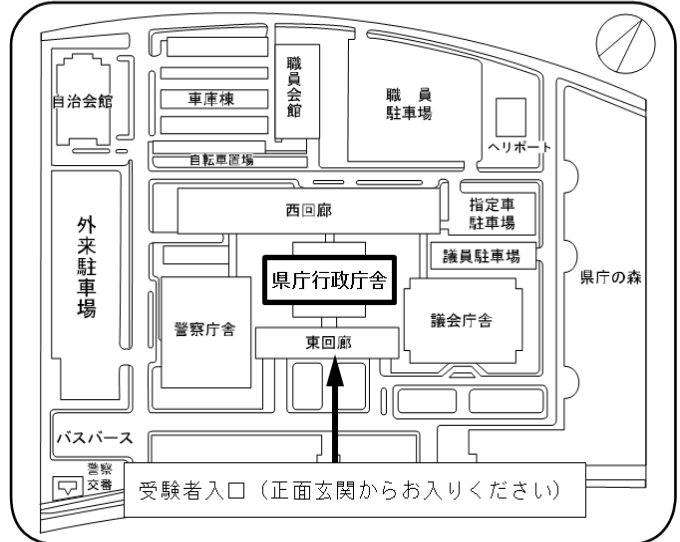 自治会館
車庫棟
職員会館
職員
駐車場
ヘリポート
自転車置場
西回廊
指定車
駐車場
外来駐車場
議員駐車場
県庁の森
県庁行政庁舎
警察庁舎
議会庁舎
東回廊
バスバース
警察
交番
受験者入口（正面玄関からお入りください）